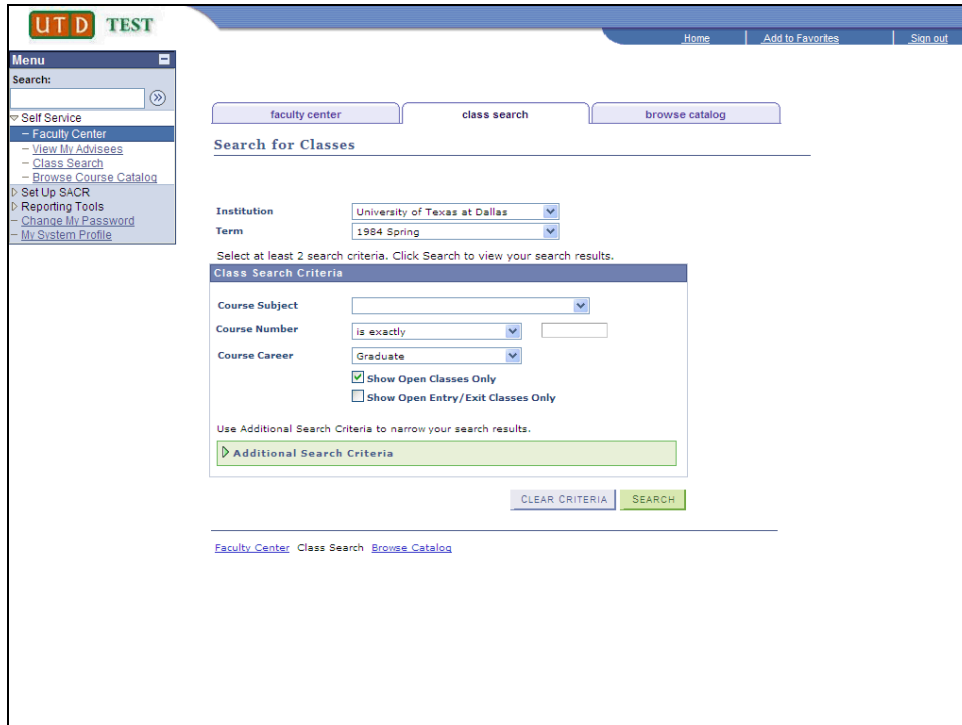 UTD TEST
Home Add to Favorites Sign out
Menu
Search:
Self Service
Faculty Center
View My Advisees
Class Search
Browse Course Catalog
Set Up SACR
Reporting Tools
Change My Password
My System Profile
faculty center class search browse catalog
Search for Classes
Institution University of Texas at Dallas
Term 1984 Spring
Select at least 2 search criteria. Click Search to view your search results.
Class Search Criteria
Course Subject
Course Number is exactly
Course Career Graduate
Show Open Classes Only
Show Open Entry/Exit Classes Only
Use Additional Search Criteria to narrow your search results.
Additional Search Criteria
CLEAR CRITERIA SEARCH
Faculty Center Class Search Browse Catalog